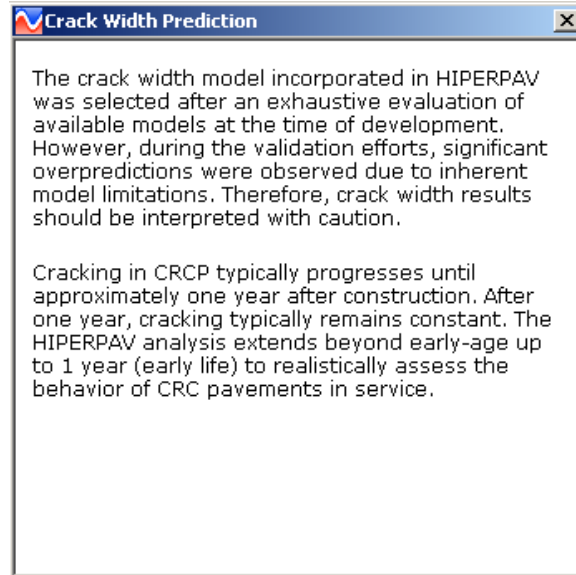 Crack Width Prediction
The crack width model incorporated in HIPERPAV
was selected after an exhaustive evaluation of
available models at the time of development.
However, during the validation efforts, significant
overpredictions were observed due to inherent
model limitations. Therefore, crack width results
should be interpreted with caution.
Cracking in CRCP typically progresses until
approximately one year after construction. After
one year, cracking typically remains constant. The
HIPERPAV analysis extends beyond early-age up
to 1 year (early life) to realistically assess the
behavior of CRC pavements in service.